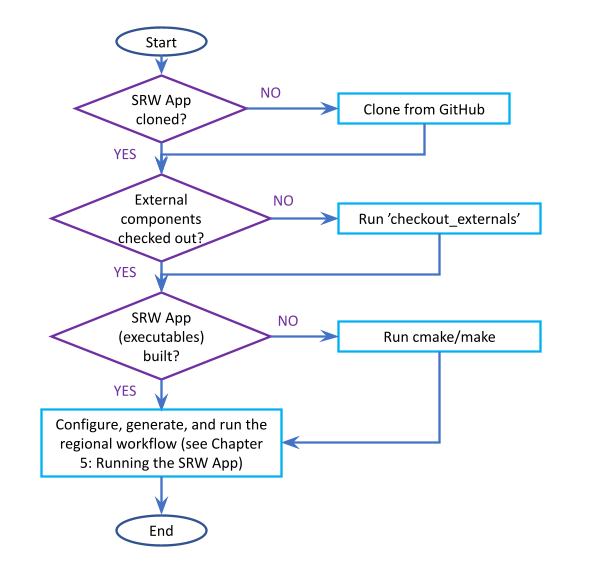 Start
SRW App
cloned?
NO
Clone from GitHub
YES
External
components
checked out?
NO
Run ’checkout_externals’
YES
SRW App
(executables)
built?
NO
Run cmake/make
YES
Configure, generate, and run the
regional workflow (see Chapter
5: Running the SRW App)
End